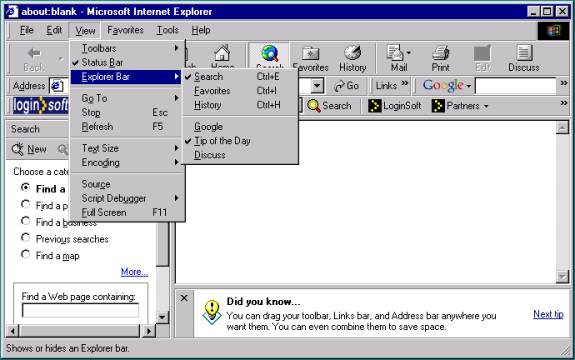 about:blank - Microsoft Internet Explorer
File Edit View Favorites Tools Help
Back Home Search Favorites History Mail Print Edit Discuss
Address Go Links » Google
login soft Search LoginSoft Partners
Toolbars
Status Bar
Explorer Bar
Go To
Stop Esc
Refresh F5
Text Size
Encoding
Source
Script Debugger
Full Screen F11
Search Ctrl+E
Favorites Ctrl+I
History Ctrl+H
Google
Tip of the Day
Discuss
Search
New
Choose a cate
Find a
Find a p
Find a business
Previous searches
Find a map
More...
Find a Web page containing:
Did you know...
You can drag your toolbar, Links bar, and Address bar anywhere you
want them. You can even combine them to save space.
Next tip
Shows or hides an Explorer bar.